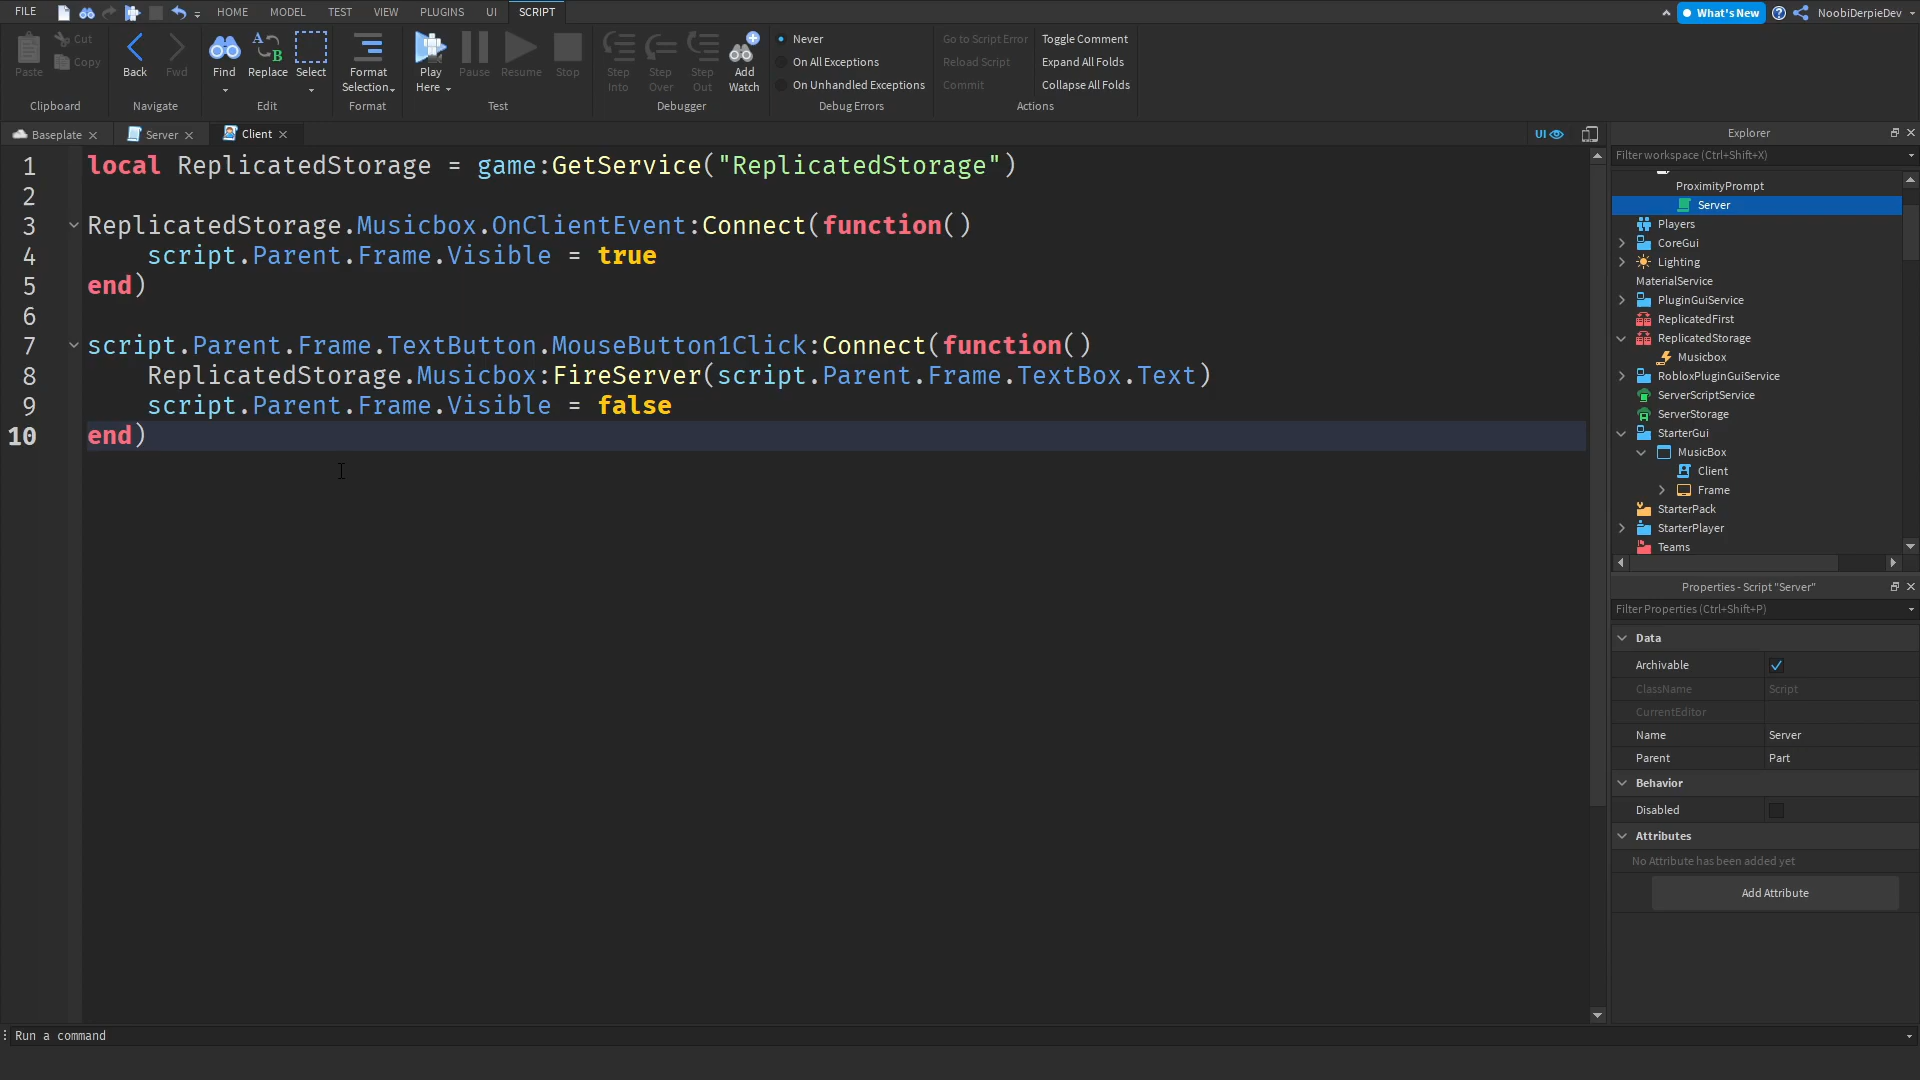 FILE HOME MODEL TEST VIEW PLUGINS UI SCRIPT What's New NoobiDerpieDev
Paste Cut Copy Back Fwd Find Replace Select Format Selection Play Here Pause Resume Stop Step Into Step Over Step Out Add Watch
Never
On All Exceptions
On Unhandled Exceptions
Go to Script Error
Reload Script
Commit
Toggle Comment
Expand All Folds
Collapse All Folds
Clipboard Navigate Edit Format Test Debugger Debug Errors Actions
Baseplate Server Client UI
1 local ReplicatedStorage = game:GetService("ReplicatedStorage")
2
3 ReplicatedStorage.Musicbox.OnClientEvent:Connect(function()
4 script.Parent.Frame.Visible = true
5 end)
6
7 script.Parent.Frame.TextButton.MouseButton1Click:Connect(function()
8 ReplicatedStorage.Musicbox:FireServer(script.Parent.Frame.TextBox.Text)
9 script.Parent.Frame.Visible = false
10 end)
Explorer
Filter workspace (Ctrl+Shift+X)
ProximityPrompt
Server
Players
CoreGui
Lighting
MaterialService
PluginGuiService
ReplicatedFirst
ReplicatedStorage
Musicbox
RobloxPluginGuiService
ServerScriptService
ServerStorage
StarterGui
MusicBox
Client
Frame
StarterPack
StarterPlayer
Teams
Properties - Script "Server"
Filter Properties (Ctrl+Shift+P)
Data
Archivable
ClassName Script
CurrentEditor
Name Server
Parent Part
Behavior
Disabled
Attributes
No Attribute has been added yet
Add Attribute
Run a command